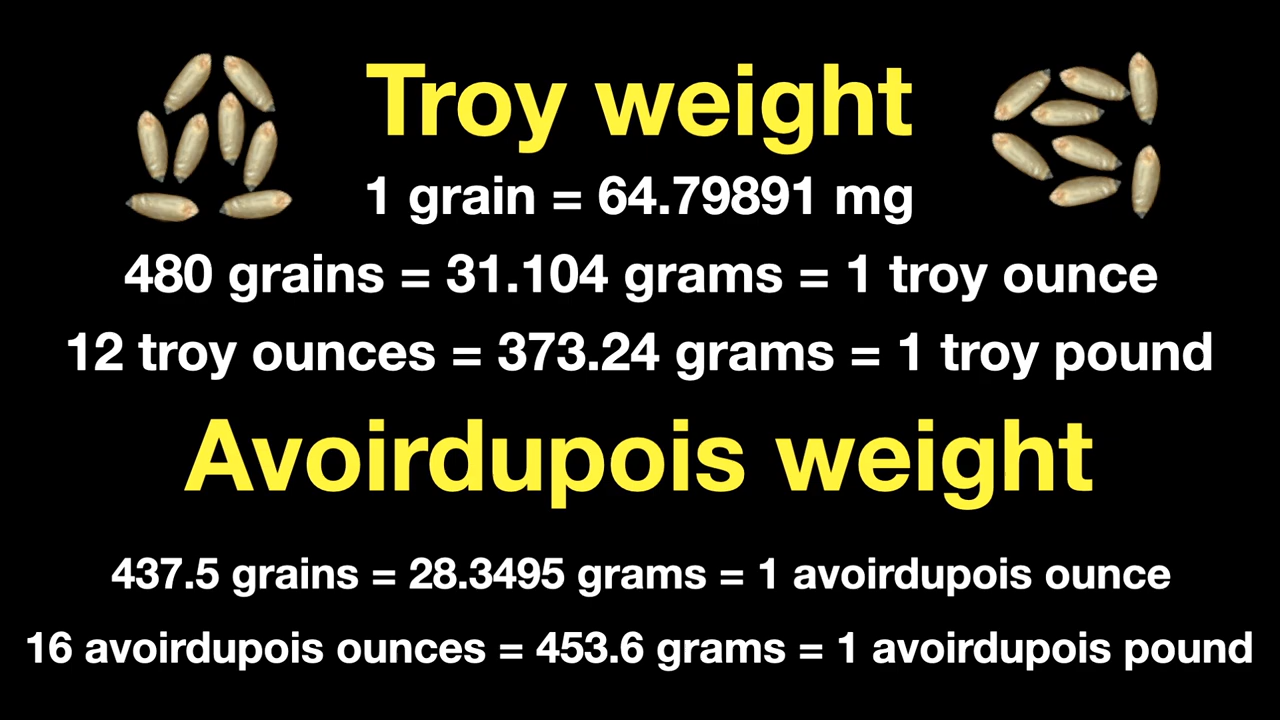 Troy weight
1 grain = 64.79891 mg
480 grains = 31.104 grams = 1 troy ounce
12 troy ounces = 373.24 grams = 1 troy pound
Avoirdupois weight
437.5 grains = 28.3495 grams = 1 avoirdupois ounce
16 avoirdupois ounces = 453.6 grams = 1 avoirdupois pound